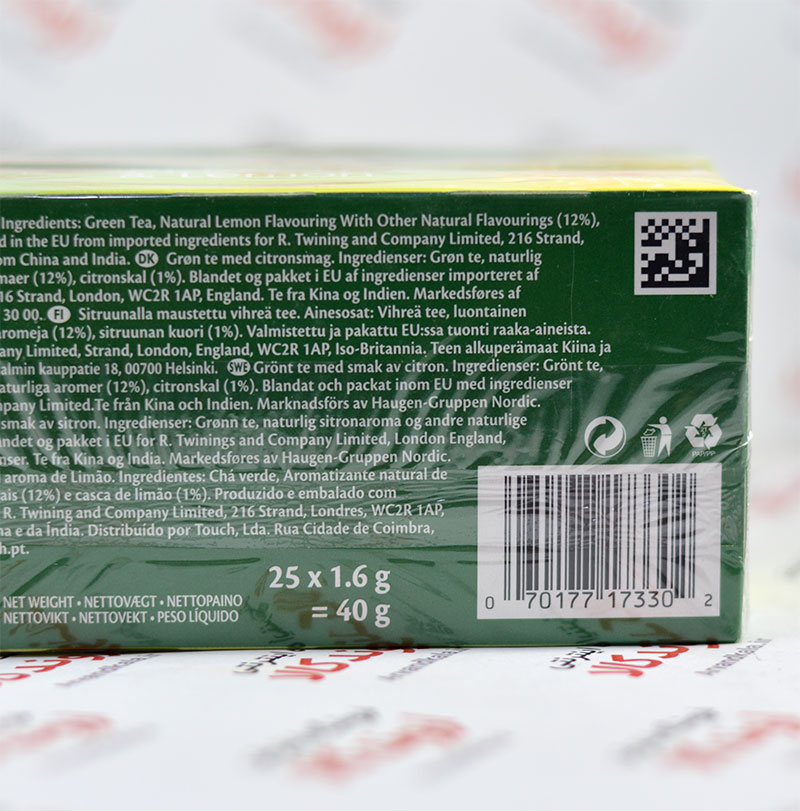 Ingredients: Green Tea, Natural Lemon Flavouring With Other Natural Flavourings (12%),
d in the EU from imported ingredients for R. Twining and Company Limited, 216 Strand,
om China and India. DK Grøn te med citronsmag. Ingredienser: Grøn te, naturlig
maer (12%), citronskal (1%). Blandet og pakket i EU af ingredienser importeret af
16 Strand, London, WC2R 1AP, England. Te fra Kina og Indien. Markedsføres af
30 00. FI Sitruunalla maustettu vihreä tee. Ainesosat: Vihreä tee, luontainen
aromeja (12%), sitruunan kuori (1%). Valmistettu ja pakattu EU:ssa tuonti raaka-aineista.
any Limited, Strand, London, England, WC2R 1AP, Iso-Britannia. Teen alkuperämaat Kiina ja
almin kauppatie 18, 00700 Helsinki. SWE Grönt te med smak av citron. Ingredienser: Grönt te,
naturliga aromer (12%), citronskal (1%). Blandat och packat inom EU med ingredienser
mpany Limited.Te från Kina och Indien. Marknadsförs av Haugen-Gruppen Nordic.
smak av sitron. Ingredienser: Grønn te, naturlig sitronaroma og andre naturlige
landet og pakket i EU for R. Twinings and Company Limited, London England,
enser. Te fra Kina og India. Markedsføres av Haugen-Gruppen Nordic.
aroma de Limão. Ingredientes: Chá verde, Aromatizante natural de
ais (12%) e casca de limão (1%). Produzido e embalado com
R. Twining and Company Limited, 216 Strand, Londres, WC2R 1AP,
na e da Índia. Distribuído por Touch, Lda. Rua Cidade de Coimbra,
h.pt.
PAP/PP
25 x 1.6 g
= 40 g
NET WEIGHT • NETTOVÆGT • NETTOPAINO
NETTOVIKT • NETTOVEKT • PESO LÍQUIDO
0 70177 17330 2